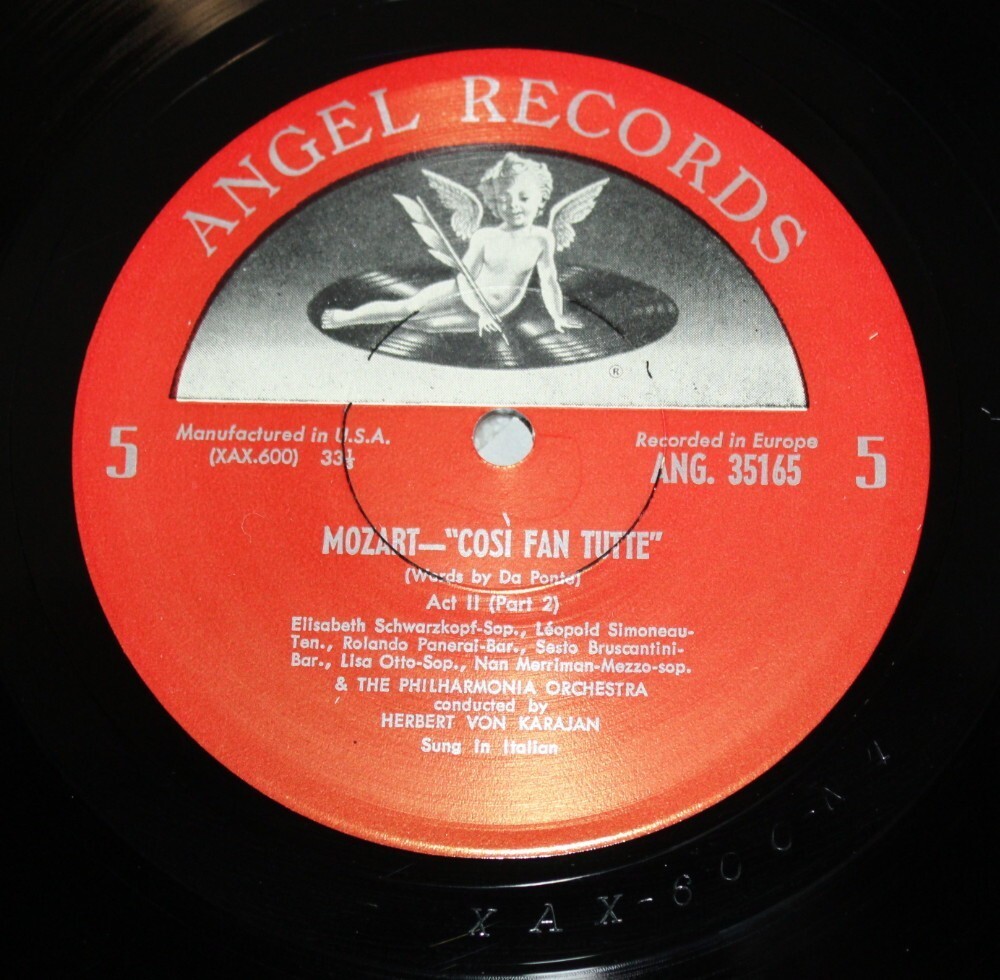 ANGEL RECORDS
®
5
Manufactured in U.S.A.
(XAX.600) 33⅓
Recorded in Europe
ANG. 35165
5
MOZART—"COSÌ FAN TUTTE"
(Words by Da Ponte)
Act II (Part 2)
Elisabeth Schwarzkopf-Sop., Léopold Simoneau-
Ten., Rolando Panerai-Bar., Sesto Bruscantini-
Bar., Lisa Otto-Sop., Nan Merriman-Mezzo-sop.
& THE PHILHARMONIA ORCHESTRA
conducted by
HERBERT VON KARAJAN
Sung in Italian
XAX-600-A4